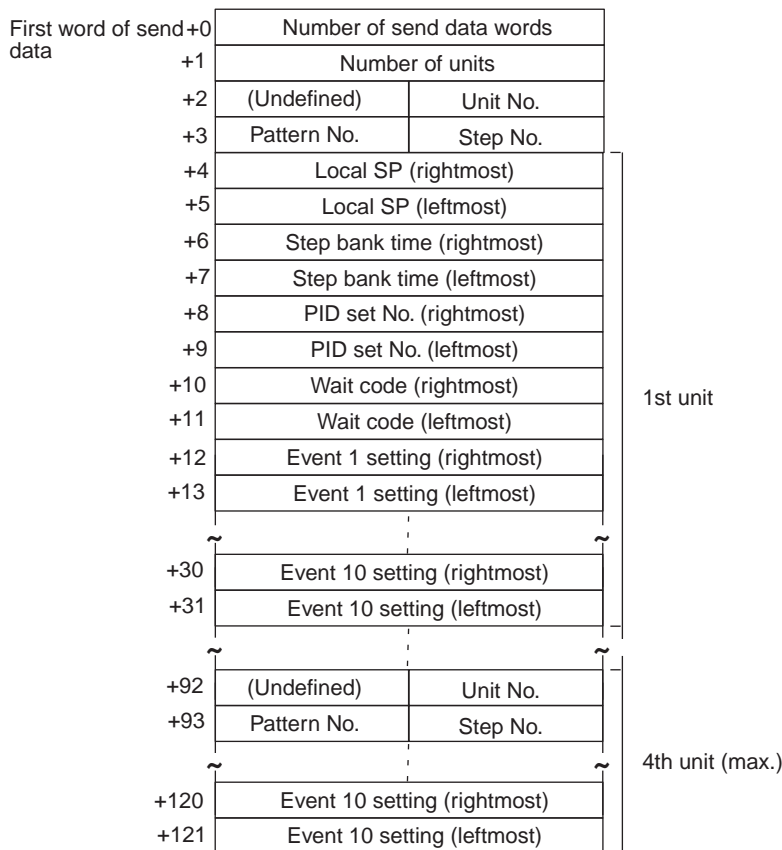 First word of send +0 Number of send data words
data
+1 Number of units
+2 (Undefined) Unit No.
+3 Pattern No. Step No.
+4 Local SP (rightmost)
+5 Local SP (leftmost)
+6 Step bank time (rightmost)
+7 Step bank time (leftmost)
+8 PID set No. (rightmost)
+9 PID set No. (leftmost)
+10 Wait code (rightmost)
1st unit
+11 Wait code (leftmost)
+12 Event 1 setting (rightmost)
+13 Event 1 setting (leftmost)
~ ~
+30 Event 10 setting (rightmost)
+31 Event 10 setting (leftmost)
~ ~
+92 (Undefined) Unit No.
+93 Pattern No. Step No.
~ ~ 4th unit (max.)
+120 Event 10 setting (rightmost)
+121 Event 10 setting (leftmost)